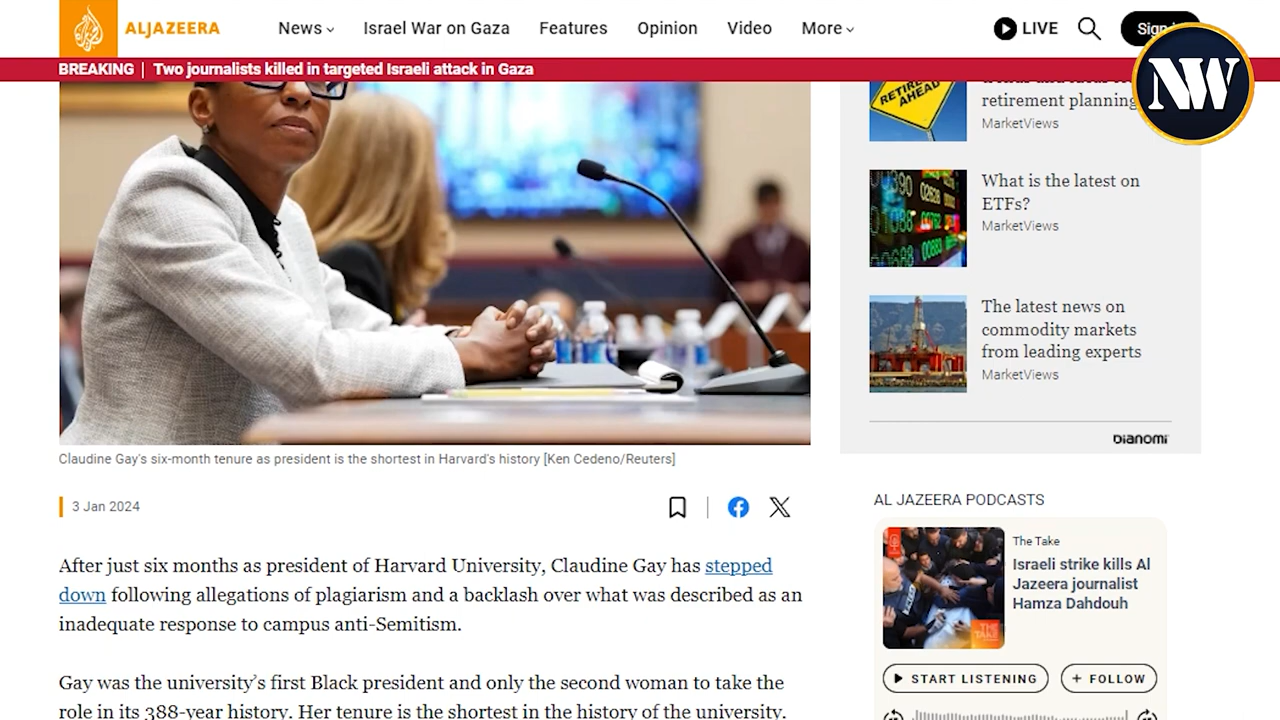 ALJAZEERA
News
Israel War on Gaza
Features
Opinion
Video
More
LIVE
Sign
NW
BREAKING | Two journalists killed in targeted Israeli attack in Gaza
RETIRE
AHEAD
retirement planning
MarketViews
What is the latest on
ETFs?
MarketViews
The latest news on
commodity markets
from leading experts
MarketViews
Dianomi
Claudine Gay's six-month tenure as president is the shortest in Harvard's history [Ken Cedeno/Reuters]
3 Jan 2024
After just six months as president of Harvard University, Claudine Gay has stepped
down following allegations of plagiarism and a backlash over what was described as an
inadequate response to campus anti-Semitism.
Gay was the university's first Black president and only the second woman to take the
role in its 388-year history. Her tenure is the shortest in the history of the university.
AL JAZEERA PODCASTS
The Take
Israeli strike kills Al
Jazeera journalist
Hamza Dahdouh
THE TAKE
START LISTENING
+ FOLLOW